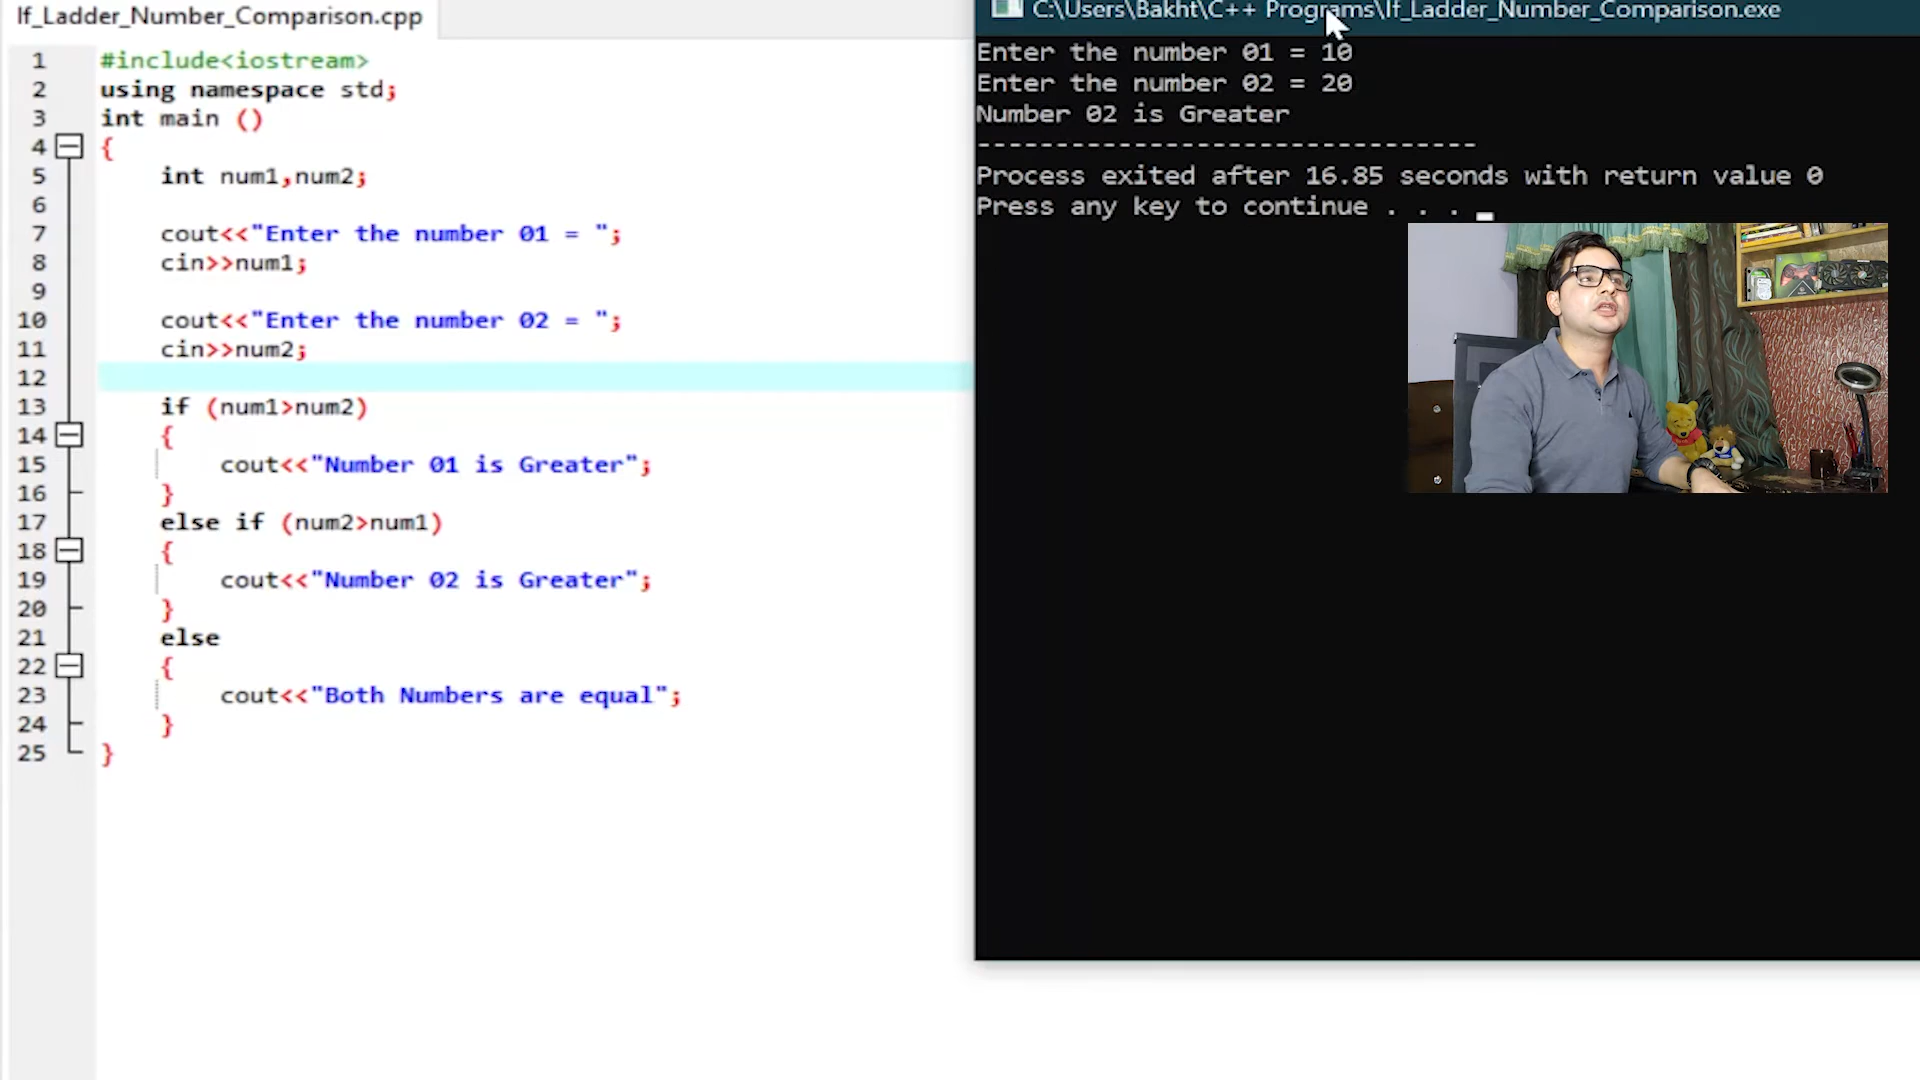 If_Ladder_Number_Comparison.cpp
1 #include<iostream>
2 using namespace std;
3 int main ()
4 {
5 int num1,num2;
6
7 cout<<"Enter the number 01 = ";
8 cin>>num1;
9
10 cout<<"Enter the number 02 = ";
11 cin>>num2;
12
13 if (num1>num2)
14 {
15 cout<<"Number 01 is Greater";
16 }
17 else if (num2>num1)
18 {
19 cout<<"Number 02 is Greater";
20 }
21 else
22 {
23 cout<<"Both Numbers are equal";
24 }
25 }
C:\Users\Bakht\C++ Programs\If_Ladder_Number_Comparison.exe
Enter the number 01 = 10
Enter the number 02 = 20
Number 02 is Greater
--------------------------------
Process exited after 16.85 seconds with return value 0
Press any key to continue . . .